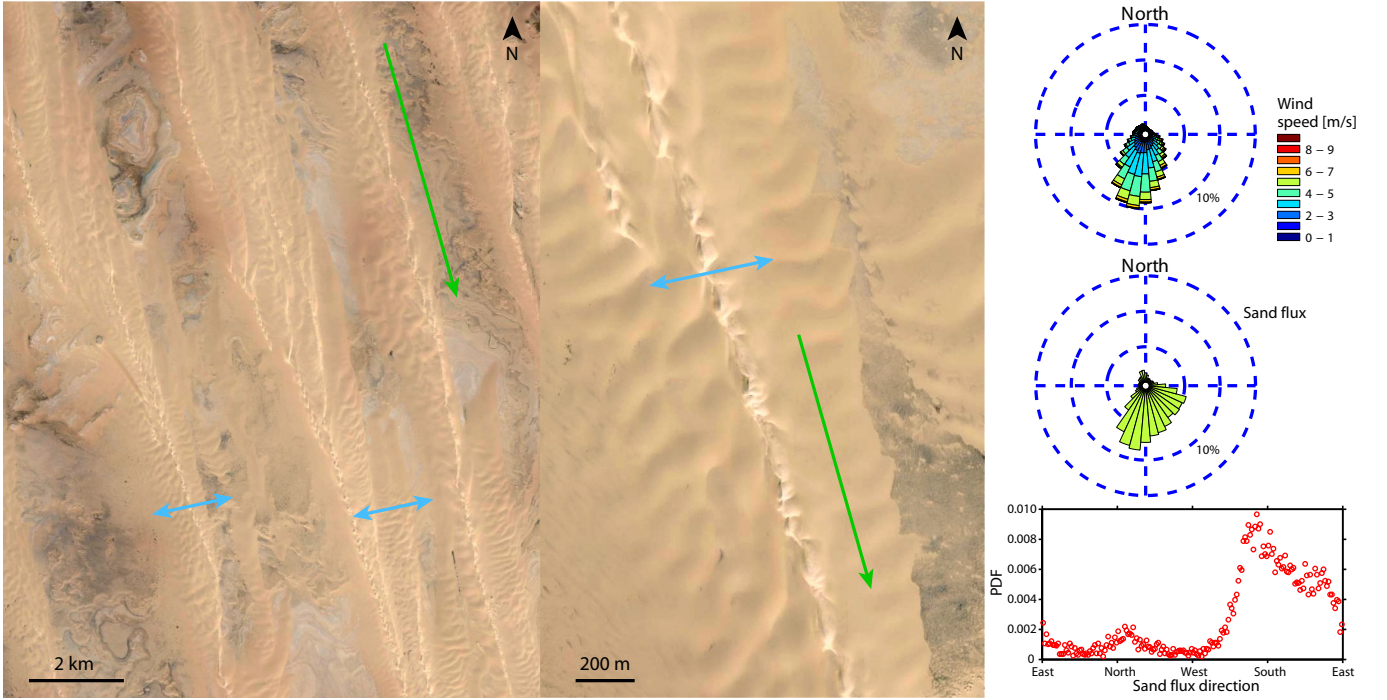 N
2 km
N
200 m
North
10%
Wind
speed [m/s]
8 – 9
6 – 7
4 – 5
2 – 3
0 – 1
North
Sand flux
10%
0.010
0.008
0.006
0.004
0.002
0
PDF
East North West South East
Sand flux direction